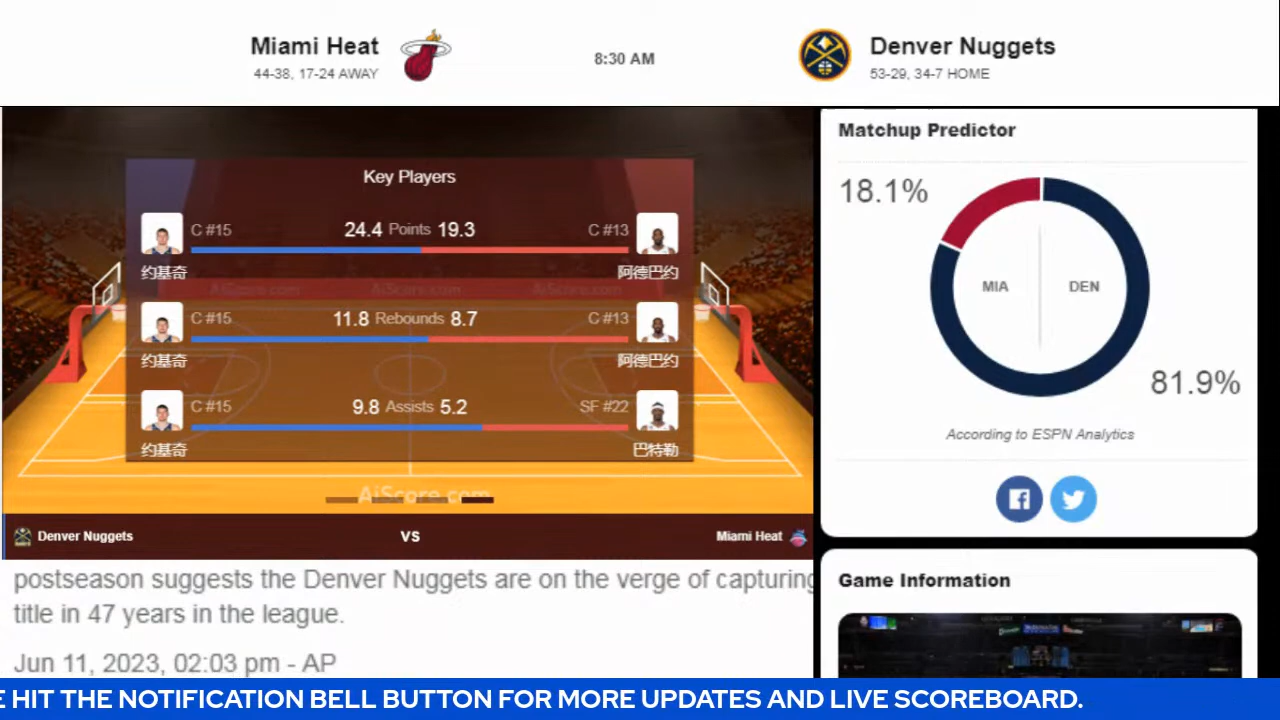 Miami Heat
44-38, 17-24 AWAY
8:30 AM
Denver Nuggets
53-29, 34-7 HOME
Key Players
C #15 24.4 Points 19.3 C #13
约基奇 阿德巴约
AiScore.com AiScore.com AiScore.com
C #15 11.8 Rebounds 8.7 C #13
约基奇 阿德巴约
C #15 9.8 Assists 5.2 SF #22
约基奇 巴特勒
AiScore.com
Denver Nuggets VS Miami Heat
postseason suggests the Denver Nuggets are on the verge of capturing
title in 47 years in the league.
Jun 11, 2023, 02:03 pm - AP
Matchup Predictor
18.1%
MIA DEN
81.9%
According to ESPN Analytics
Game Information
E HIT THE NOTIFICATION BELL BUTTON FOR MORE UPDATES AND LIVE SCOREBOARD.